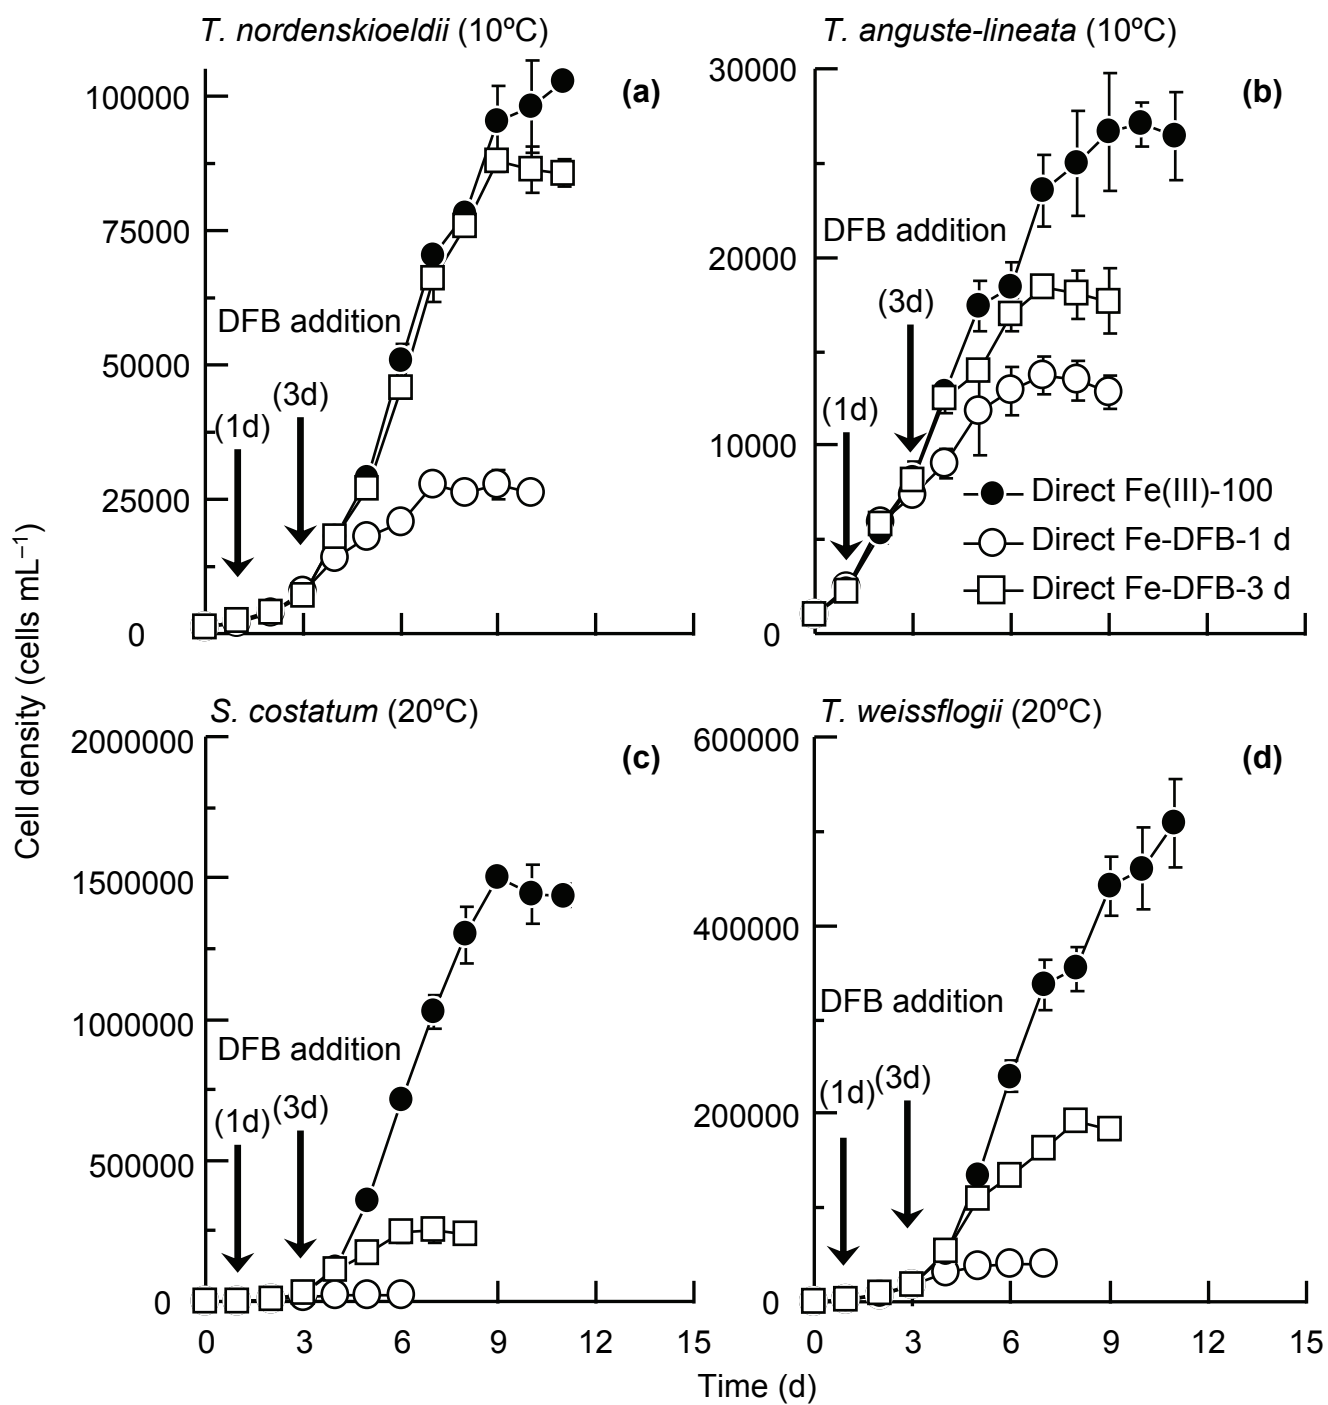 T. nordenskioeldii (10ºC)
(a)
100000
75000
50000
25000
0
DFB addition
(1d)
(3d)
T. anguste-lineata (10ºC)
(b)
30000
20000
10000
0
DFB addition
(3d)
(1d)
Direct Fe(III)-100
Direct Fe-DFB-1 d
Direct Fe-DFB-3 d
Cell density (cells mL⁻¹)
S. costatum (20ºC)
(c)
2000000
1500000
1000000
500000
0
DFB addition
(1d)
(3d)
0 3 6 9 12 15
T. weissflogii (20ºC)
(d)
600000
400000
200000
0
DFB addition
(1d)
(3d)
0 3 6 9 12 15
Time (d)